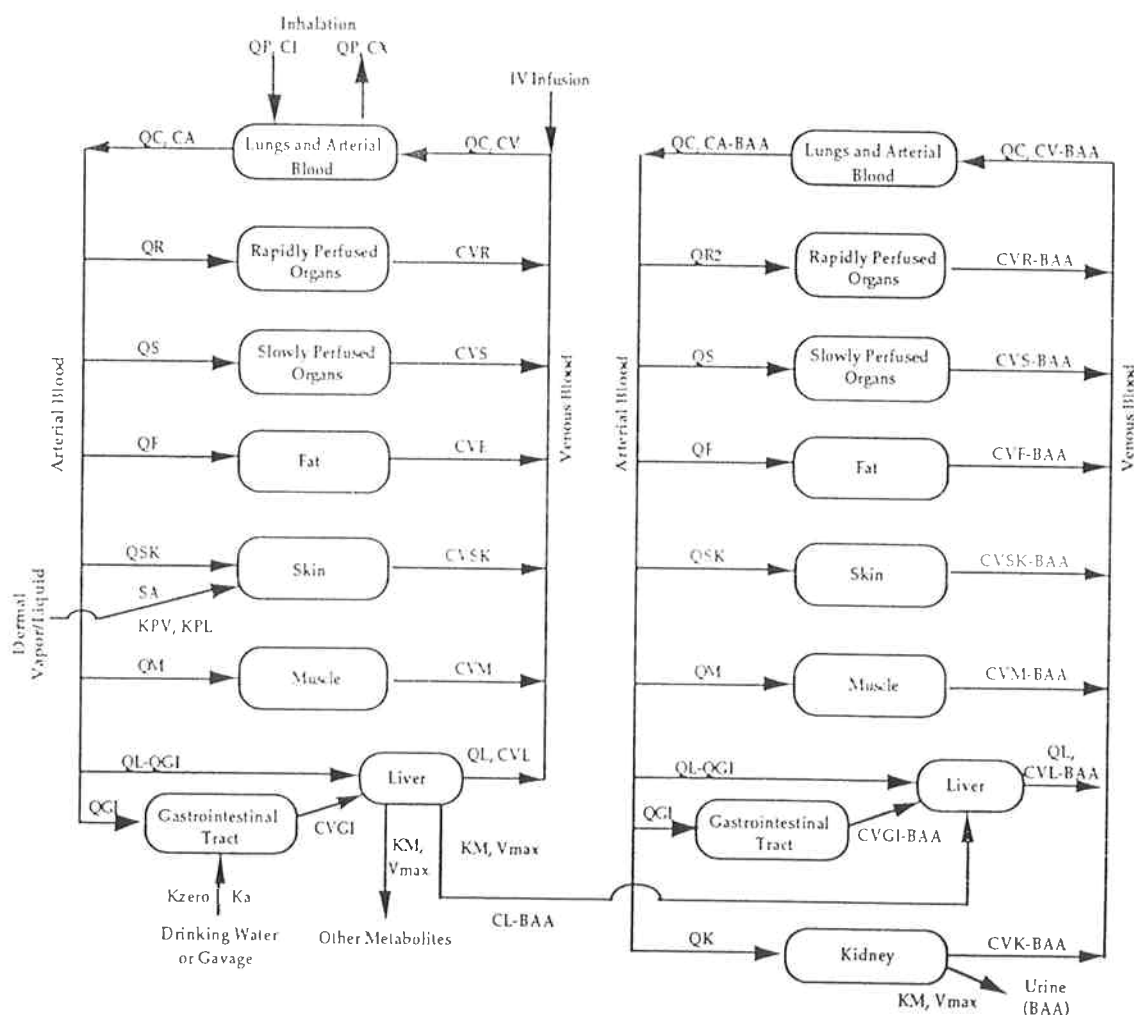 Inhalation
QP, CI
QP, CX
IV Infusion
QC, CA
Lungs and Arterial
Blood
QC, CV
QR
Rapidly Perfused
Organs
CVR
QS
Slowly Perfused
Organs
CVS
Arterial Blood
Venous Blood
QF
Fat
CVF
QSK
Skin
CVSK
SA
KPV, KPL
Dermal
Vapor/Liquid
QM
Muscle
CVM
QL-QGI
Liver
QL, CVL
QGI
Gastrointestinal
Tract
CVGI
KM,
Vmax
KM, Vmax
Kzero
Ka
Drinking Water
or Gavage
Other Metabolites
CL-BAA
QC, CA-BAA
Lungs and Arterial
Blood
QC, CV-BAA
QR2
Rapidly Perfused
Organs
CVR-BAA
QS
Slowly Perfused
Organs
CVS-BAA
Arterial Blood
Venous Blood
QF
Fat
CVF-BAA
QSK
Skin
CVSK-BAA
QM
Muscle
CVM-BAA
QL-QGI
Liver
QL,
CVL-BAA
QGI
Gastrointestinal
Tract
CVGI-BAA
QK
Kidney
CVK-BAA
KM, Vmax
Urine
(BAA)